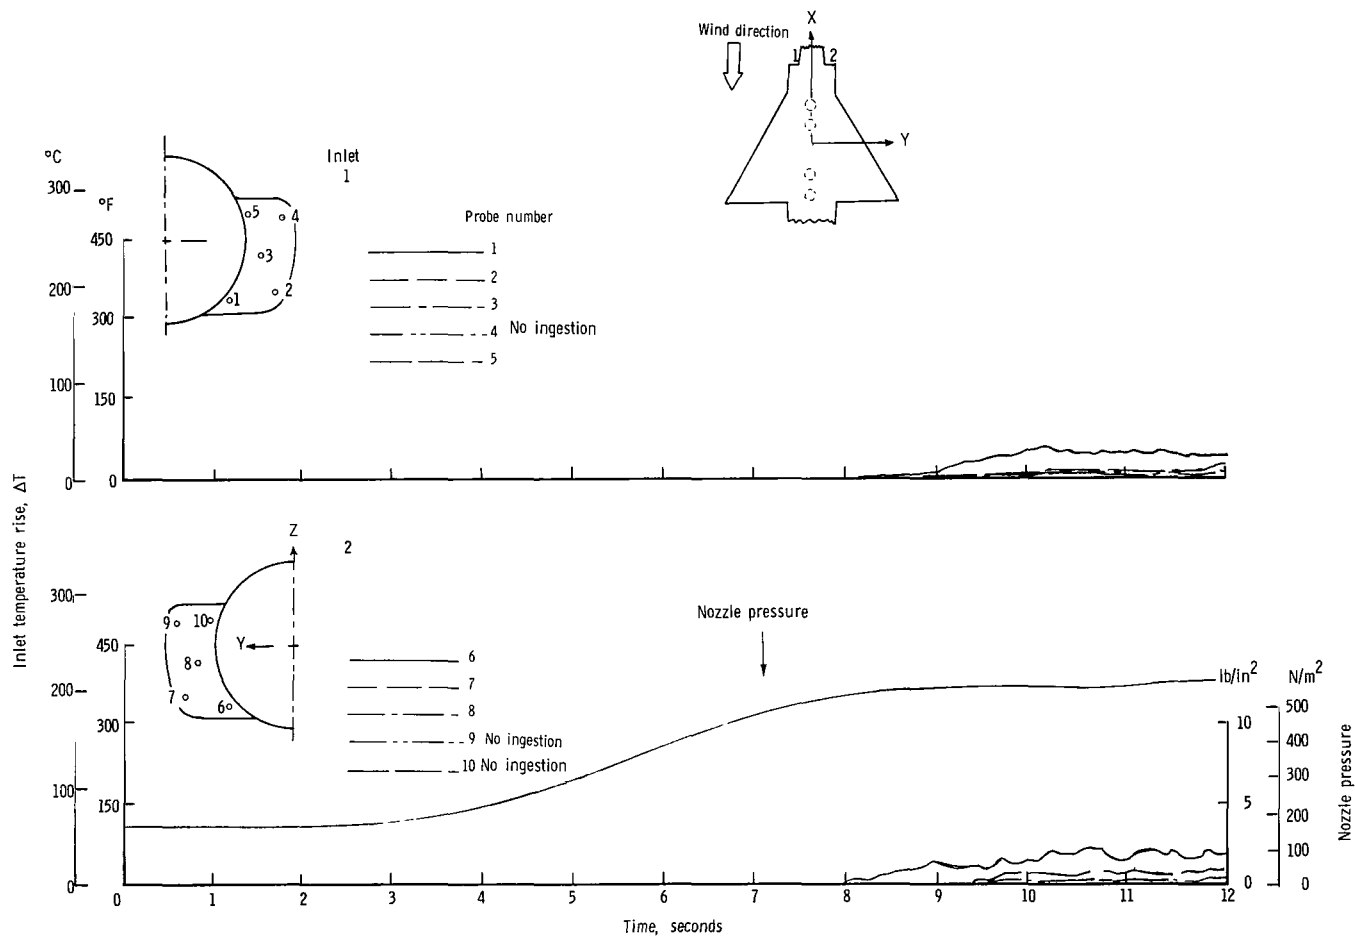 Wind direction
X
1 2
Y
°C
°F
300
200
100
0
450
300
150
0
Inlet
1
5
4
3
2
1
Probe number
1
2
3
4 No ingestion
5
Inlet temperature rise, ΔT
Z
2
9
10
Y
8
7
6
300
200
100
0
450
300
150
6
7
8
9 No ingestion
10 No ingestion
Nozzle pressure
lb/in2
N/m2
10
5
0
500
400
300
200
100
0
Nozzle pressure
0 1 2 3 4 5 6 7 8 9 10 11 12
Time, seconds